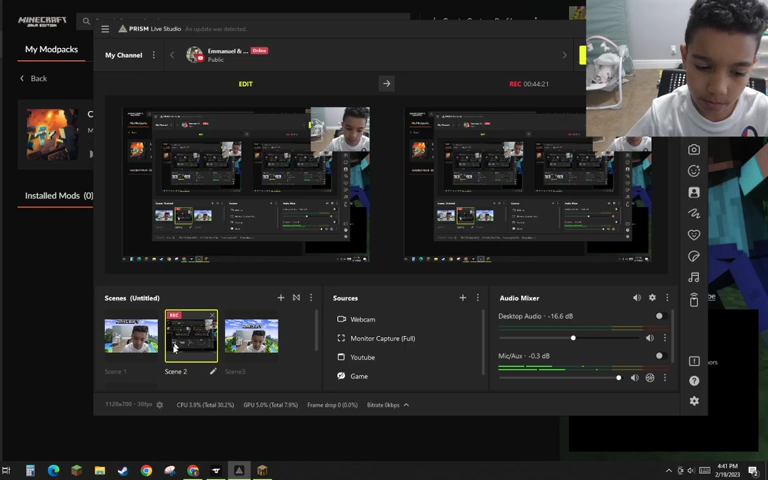 MINECRAFT
JAVA EDITION
PRISM Live Studio An update was detected.
My Modpacks
My Channel
Emmanuel & ... Online
Public
Back
EDIT
REC 00:44:21
Installed Mods (0)
Scenes (Untitled)
Sources
Audio Mixer
REC
Webcam
Desktop Audio - -16.6 dB
Monitor Capture (Full)
Youtube
Mic/Aux - -0.3 dB
Scene 1
Scene 2
Scene3
Game
1120x700 - 30fps
CPU 3.9% (Total 30.2%)
GPU 5.0% (Total 7.9%)
Frame drop 0 (0.0%)
Bitrate 0kbps
4:41 PM
2/19/2023